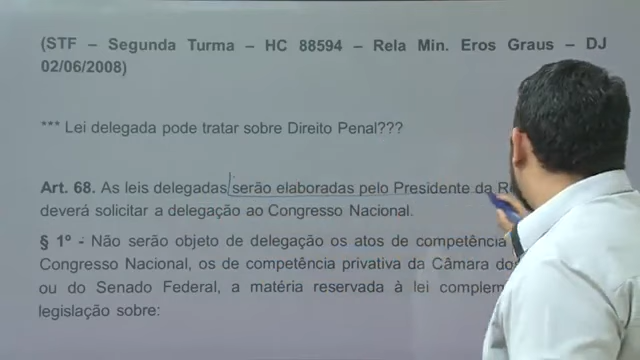 (STF – Segunda Turma – HC 88594 – Rela Min. Eros Graus – DJ
02/06/2008)
*** Lei delegada pode tratar sobre Direito Penal???
Art. 68. As leis delegadas serão elaboradas pelo Presidente da
deverá solicitar a delegação ao Congresso Nacional.
§ 1º - Não serão objeto de delegação os atos de competência
Congresso Nacional, os de competência privativa da Câmara
ou do Senado Federal, a matéria reservada à lei
legislação sobre: